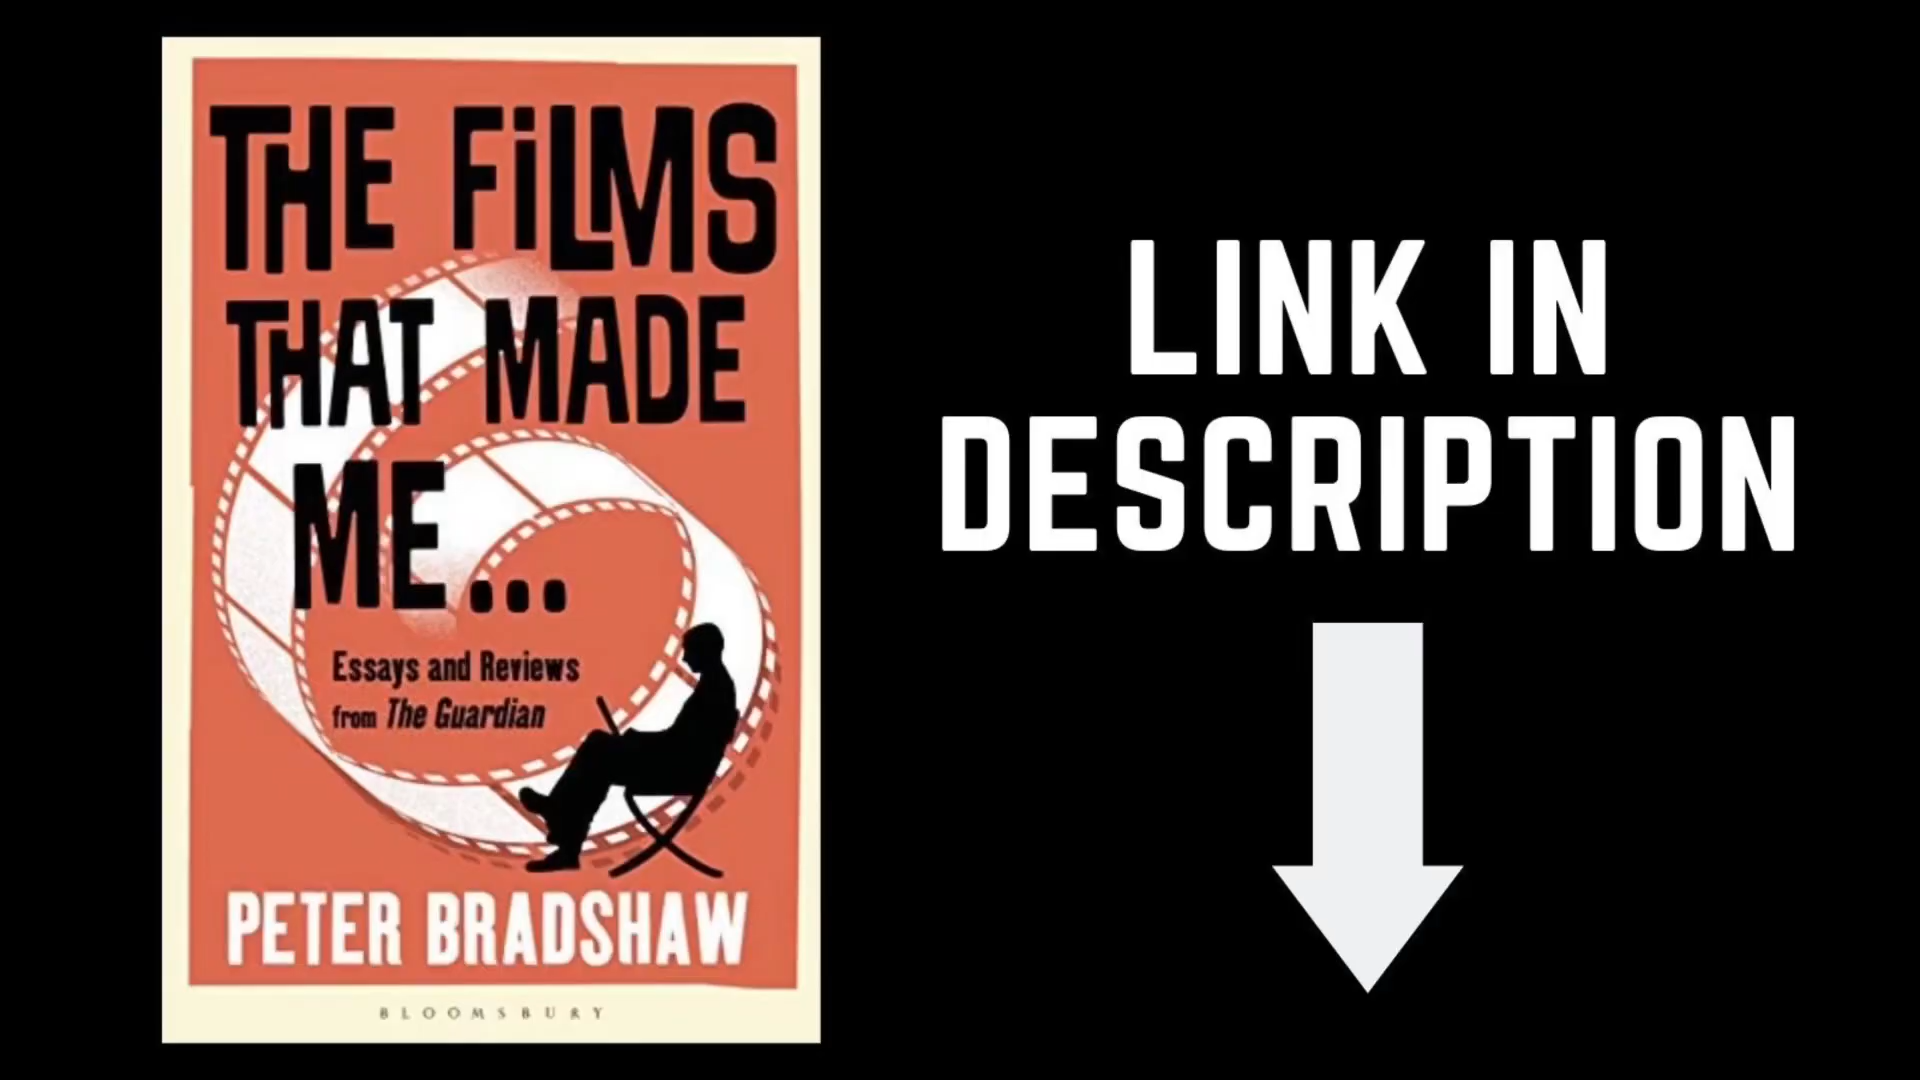 THE FiLMS
THAT MADE
ME...
Essays and Reviews
from The Guardian
PETER BRADSHAW
BLOOMSBURY
LINK IN
DESCRIPTION